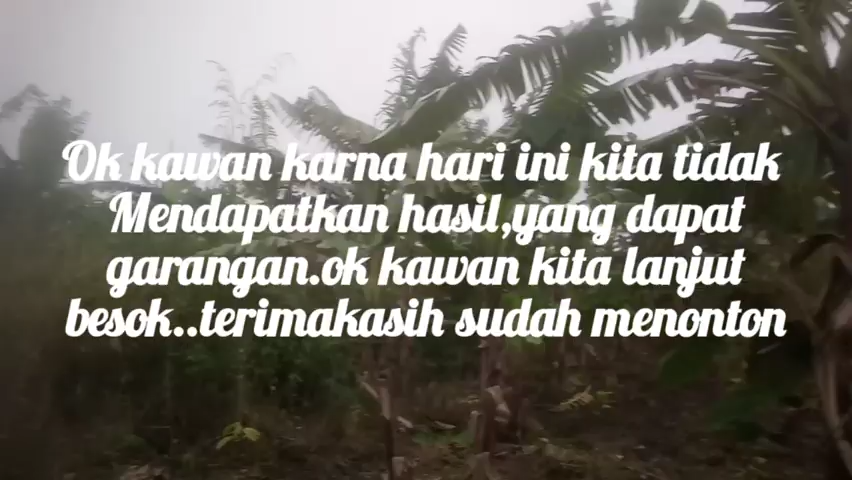 Ok kawan karna hari ini kita tidak
Mendapatkan hasil,yang dapat
garangan.ok kawan kita lanjut
besok..terimakasih sudah menonton